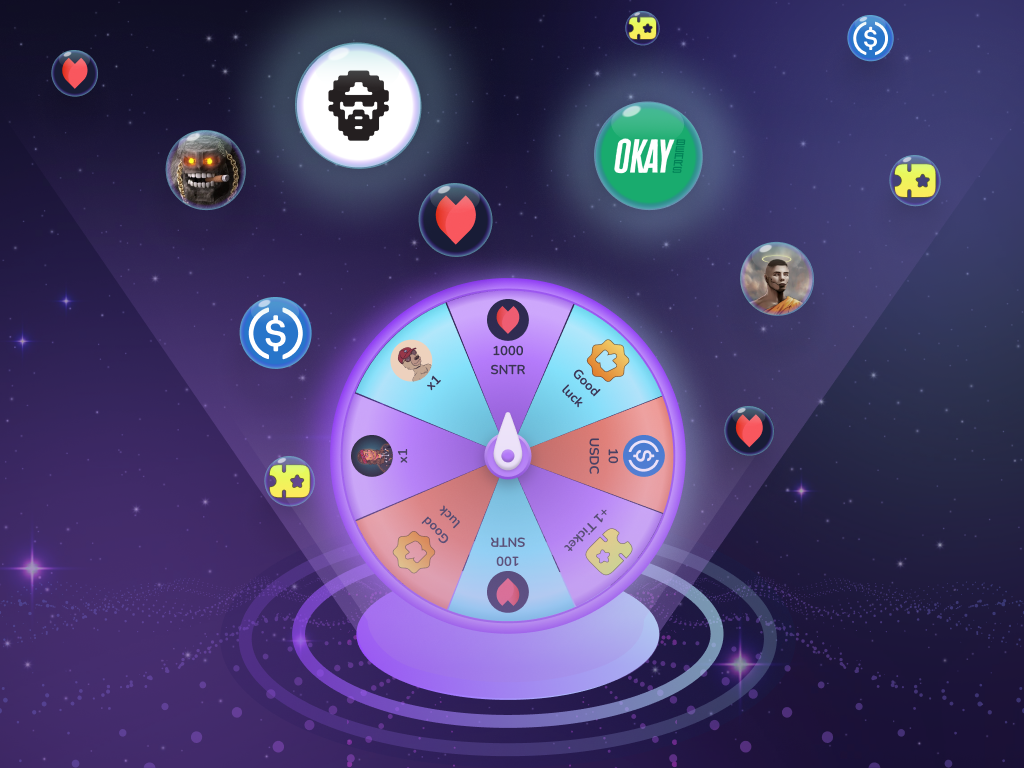 OKAY
1000
SNTR
Good
luck
x1
10
USDC
x1
+1 Ticket
Good
luck
100
SNTR